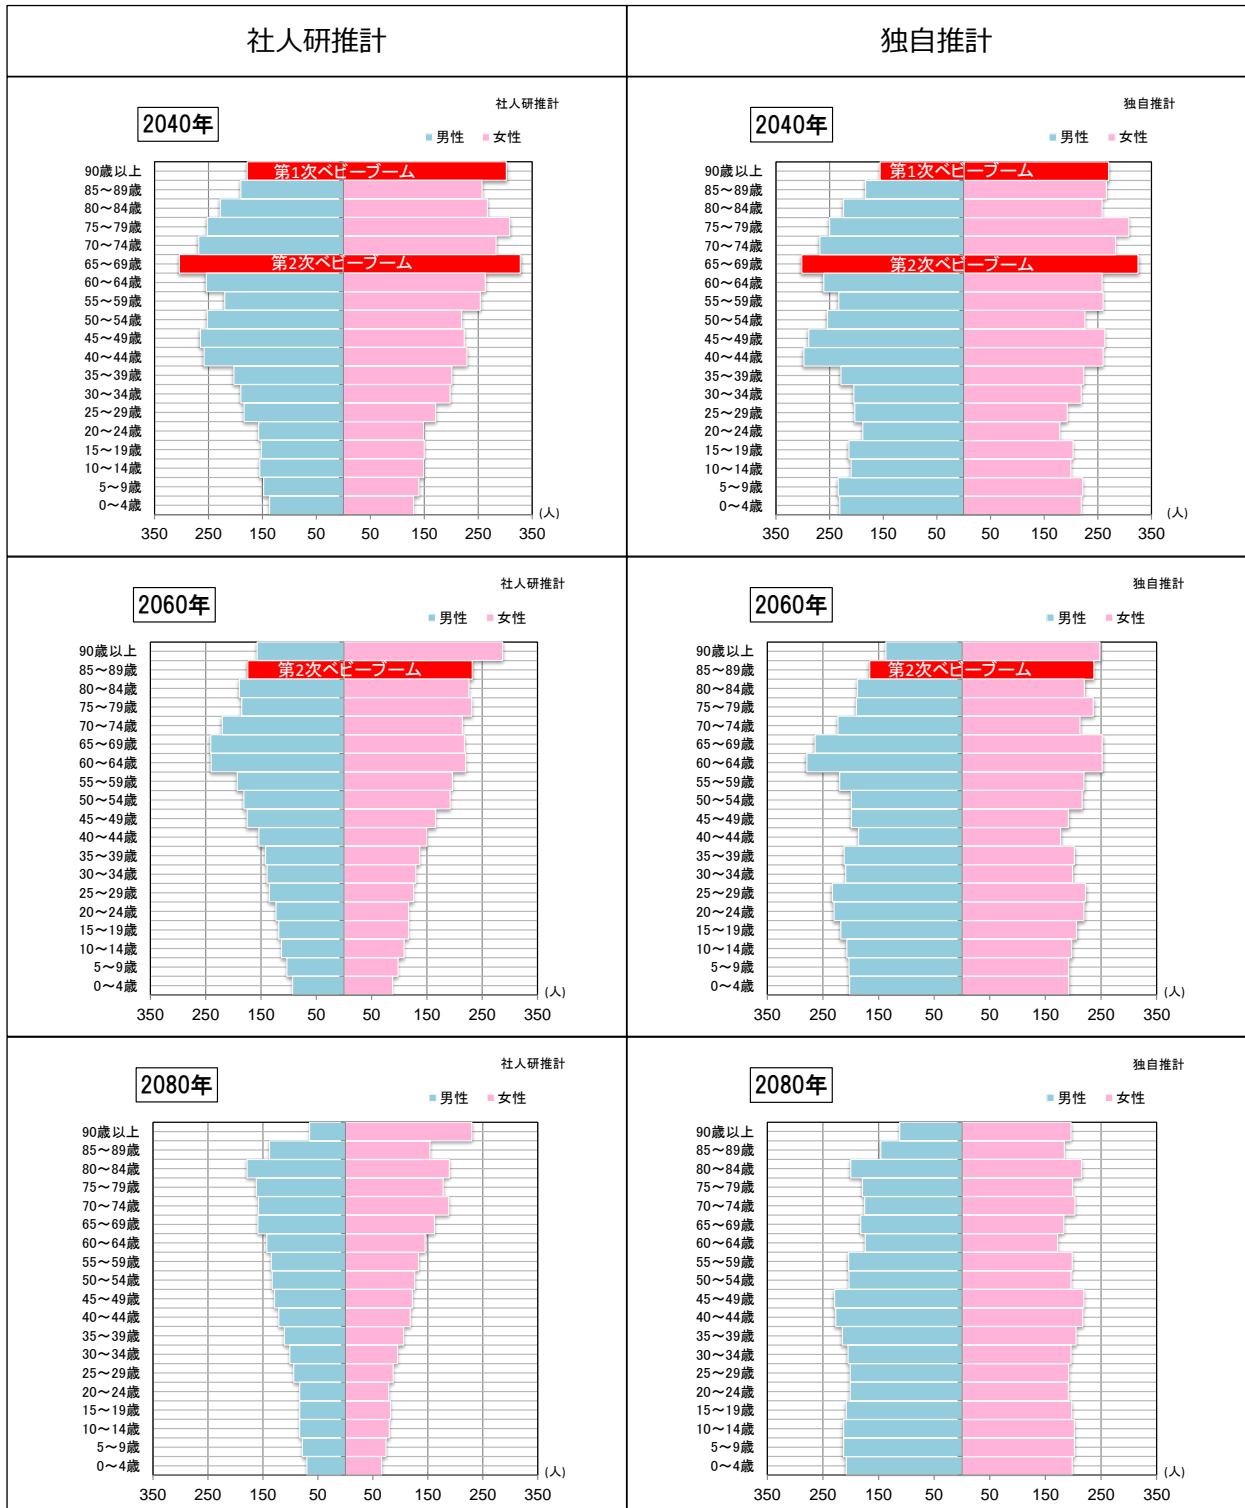 社人研推計
独自推計
社人研推計
2040年
男性 女性
90歳以上
85～89歳
80～84歳
75～79歳
70～74歳
65～69歳
60～64歳
55～59歳
50～54歳
45～49歳
40～44歳
35～39歳
30～34歳
25～29歳
20～24歳
15～19歳
10～14歳
5～9歳
0～4歳
第1次ベビーブーム
第2次ベビーブーム
(人)
350 250 150 50 50 150 250 350
独自推計
2040年
男性 女性
90歳以上
85～89歳
80～84歳
75～79歳
70～74歳
65～69歳
60～64歳
55～59歳
50～54歳
45～49歳
40～44歳
35～39歳
30～34歳
25～29歳
20～24歳
15～19歳
10～14歳
5～9歳
0～4歳
第1次ベビーブーム
第2次ベビーブーム
(人)
350 250 150 50 50 150 250 350
社人研推計
2060年
男性 女性
90歳以上
85～89歳
80～84歳
75～79歳
70～74歳
65～69歳
60～64歳
55～59歳
50～54歳
45～49歳
40～44歳
35～39歳
30～34歳
25～29歳
20～24歳
15～19歳
10～14歳
5～9歳
0～4歳
第2次ベビーブーム
(人)
350 250 150 50 50 150 250 350
独自推計
2060年
男性 女性
90歳以上
85～89歳
80～84歳
75～79歳
70～74歳
65～69歳
60～64歳
55～59歳
50～54歳
45～49歳
40～44歳
35～39歳
30～34歳
25～29歳
20～24歳
15～19歳
10～14歳
5～9歳
0～4歳
第2次ベビーブーム
(人)
350 250 150 50 50 150 250 350
社人研推計
2080年
男性 女性
90歳以上
85～89歳
80～84歳
75～79歳
70～74歳
65～69歳
60～64歳
55～59歳
50～54歳
45～49歳
40～44歳
35～39歳
30～34歳
25～29歳
20～24歳
15～19歳
10～14歳
5～9歳
0～4歳
(人)
350 250 150 50 50 150 250 350
独自推計
2080年
男性 女性
90歳以上
85～89歳
80～84歳
75～79歳
70～74歳
65～69歳
60～64歳
55～59歳
50～54歳
45～49歳
40～44歳
35～39歳
30～34歳
25～29歳
20～24歳
15～19歳
10～14歳
5～9歳
0～4歳
(人)
350 250 150 50 50 150 250 350